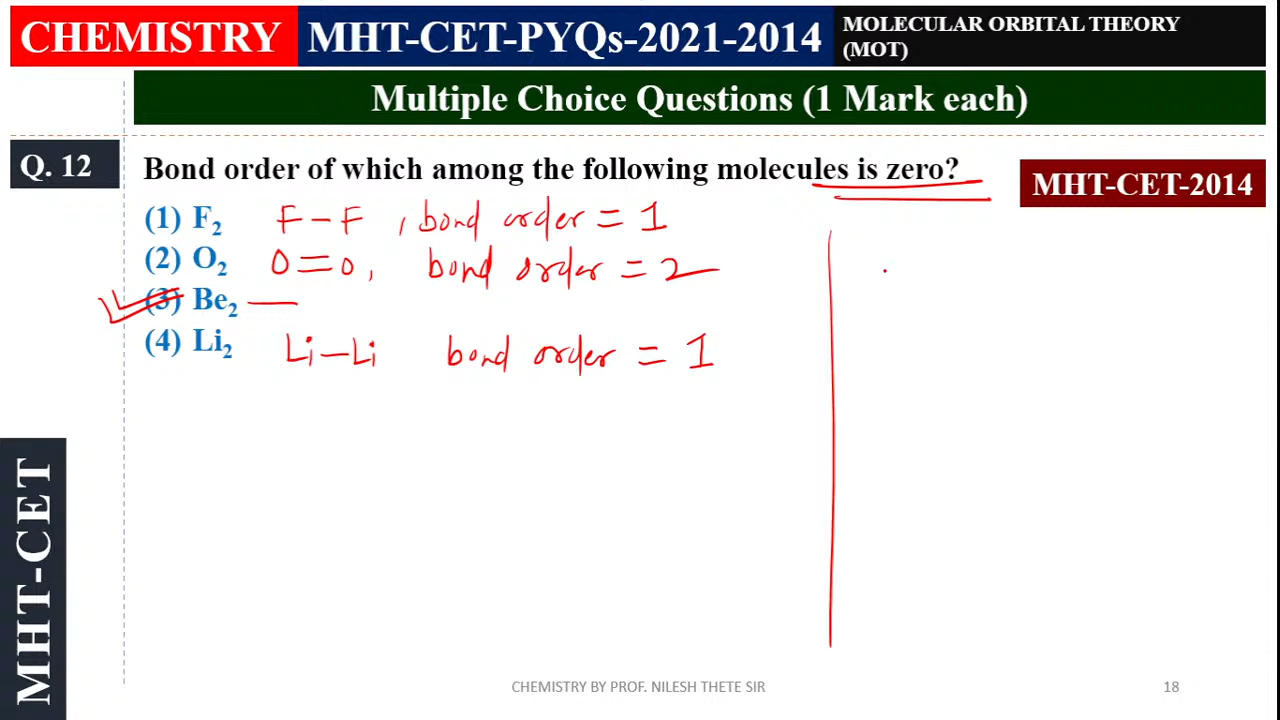 CHEMISTRY MHT-CET-PYQs-2021-2014 MOLECULAR ORBITAL THEORY
(MOT)
Multiple Choice Questions (1 Mark each)
Q. 12 Bond order of which among the following molecules is zero?
MHT-CET-2014
(1) F₂ F – F , bond order = 1
(2) O₂ O = O, bond order = 2
(3) Be₂ —
(4) Li₂ Li – Li bond order = 1
MHT-CET
CHEMISTRY BY PROF. NILESH THETE SIR 18